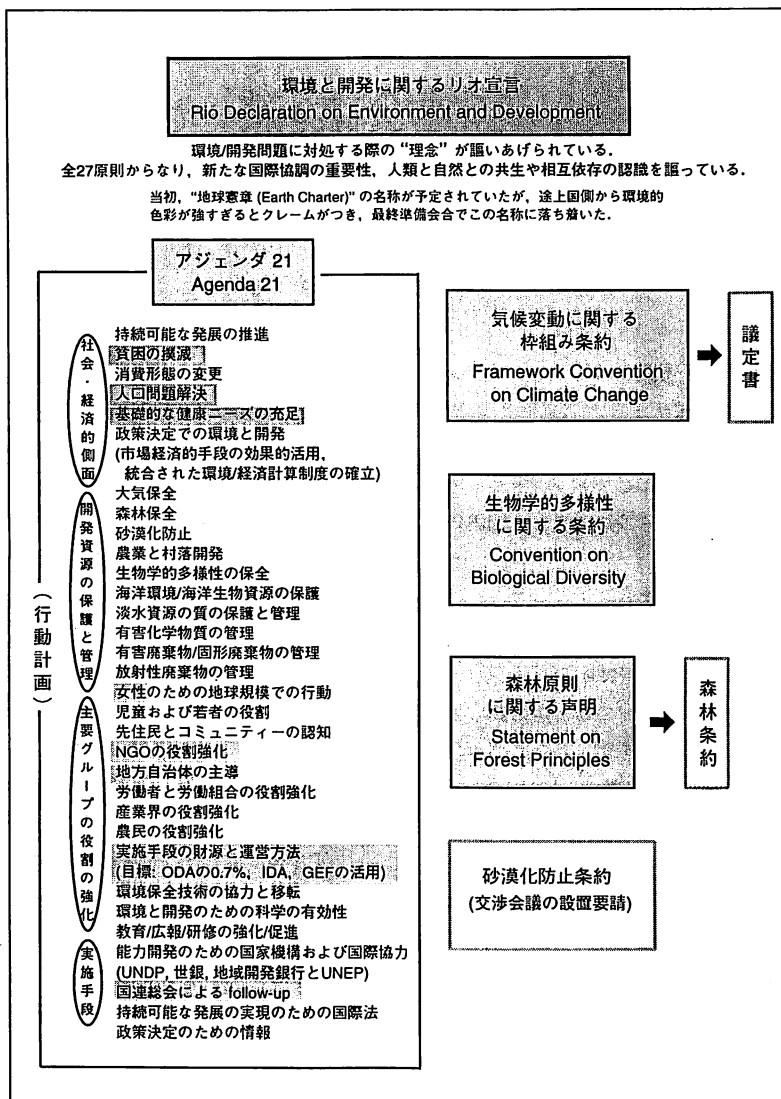 環境と開発に関するリオ宣言
Rio Declaration on Environment and Development
環境/開発問題に対処する際の“理念”が謳いあげられている.
全27原則からなり,新たな国際協調の重要性,人類と自然との共生や相互依存の認識を謳っている.
当初,“地球憲章 (Earth Charter)”の名称が予定されていたが,途上国側から環境的
色彩が強すぎるとクレームがつき,最終準備会合でこの名称に落ち着いた.
アジェンダ 21
Agenda 21
(行動計画)
社会・経済的側面
持続可能な発展の推進
貧困の撲滅
消費形態の変更
人口問題解決
基礎的な健康ニーズの充足
政策決定での環境と開発
(市場経済的手段の効果的活用,
統合された環境/経済計算制度の確立)
開発資源の保護と管理
大気保全
森林保全
砂漠化防止
農業と村落開発
生物学的多様性の保全
海洋環境/海洋生物資源の保護
淡水資源の質の保護と管理
有害化学物質の管理
有害廃棄物/固形廃棄物の管理
放射性廃棄物の管理
主要グループの役割の強化
女性のための地球規模での行動
児童および若者の役割
先住民とコミュニティーの認知
NGOの役割強化
地方自治体の主導
労働者と労働組合の役割強化
産業界の役割強化
農民の役割強化
実施手段の財源と運営方法
(目標: ODAの0.7%, IDA, GEFの活用)
環境保全技術の協力と移転
環境と開発のための科学の有効性
教育/広報/研修の強化/促進
実施手段
能力開発のための国家機構および国際協力
(UNDP, 世銀, 地域開発銀行とUNEP)
国連総会による follow-up
持続可能な発展の実現のための国際法
政策決定のための情報
気候変動に関する
枠組み条約
Framework Convention
on Climate Change
議定書
生物学的多様性
に関する条約
Convention on
Biological Diversity
森林原則
に関する声明
Statement on
Forest Principles
森林条約
砂漠化防止条約
(交渉会議の設置要請)